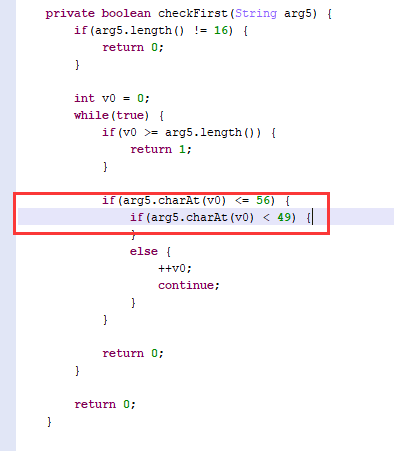 private boolean checkFirst(String arg5) {
if(arg5.length() != 16) {
return 0;
}
int v0 = 0;
while(true) {
if(v0 >= arg5.length()) {
return 1;
}
if(arg5.charAt(v0) <= 56) {
if(arg5.charAt(v0) < 49) {
}
else {
++v0;
continue;
}
}
return 0;
}
return 0;
}